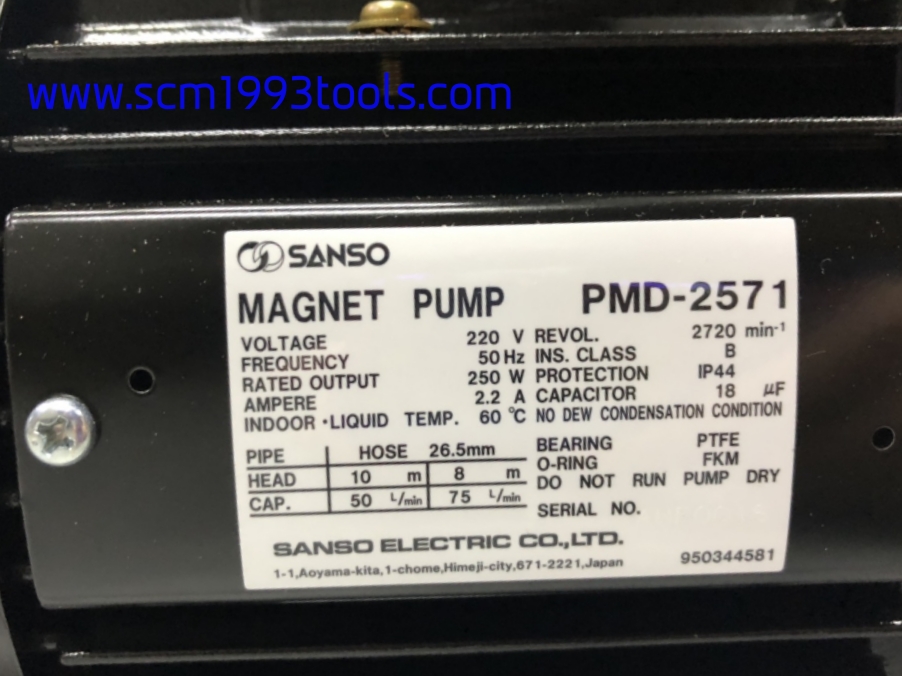 www.scm1993tools.com
SANSO
MAGNET PUMP PMD-2571
VOLTAGE 220 V REVOL. 2720 min-1
FREQUENCY 50 Hz INS. CLASS B
RATED OUTPUT 250 W PROTECTION IP44
AMPERE 2.2 A CAPACITOR 18 μF
INDOOR・LIQUID TEMP. 60 ℃ NO DEW CONDENSATION CONDITION
PIPE HOSE 26.5mm BEARING PTFE
HEAD 10 m 8 m O-RING FKM
CAP. 50 L/min 75 L/min DO NOT RUN PUMP DRY
SERIAL NO.
SANSO ELECTRIC CO.,LTD.
1-1,Aoyama-kita,1-chome,Himeji-city,671-2221,Japan 950344581